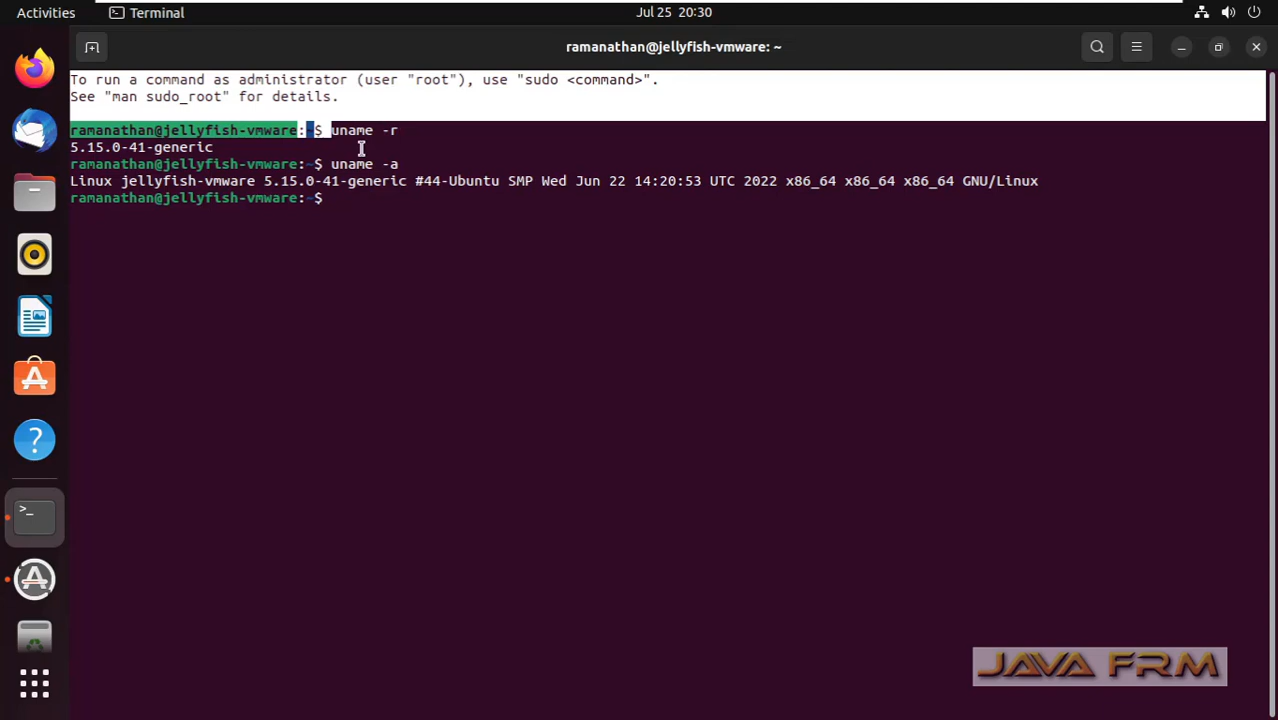 Activities
Terminal
Jul 25 20:30
ramanathan@jellyfish-vmware: ~
To run a command as administrator (user "root"), use "sudo <command>".
See "man sudo_root" for details.
ramanathan@jellyfish-vmware:~$ uname -r
5.15.0-41-generic
ramanathan@jellyfish-vmware:~$ uname -a
Linux jellyfish-vmware 5.15.0-41-generic #44-Ubuntu SMP Wed Jun 22 14:20:53 UTC 2022 x86_64 x86_64 x86_64 GNU/Linux
ramanathan@jellyfish-vmware:~$
JAVA FRM